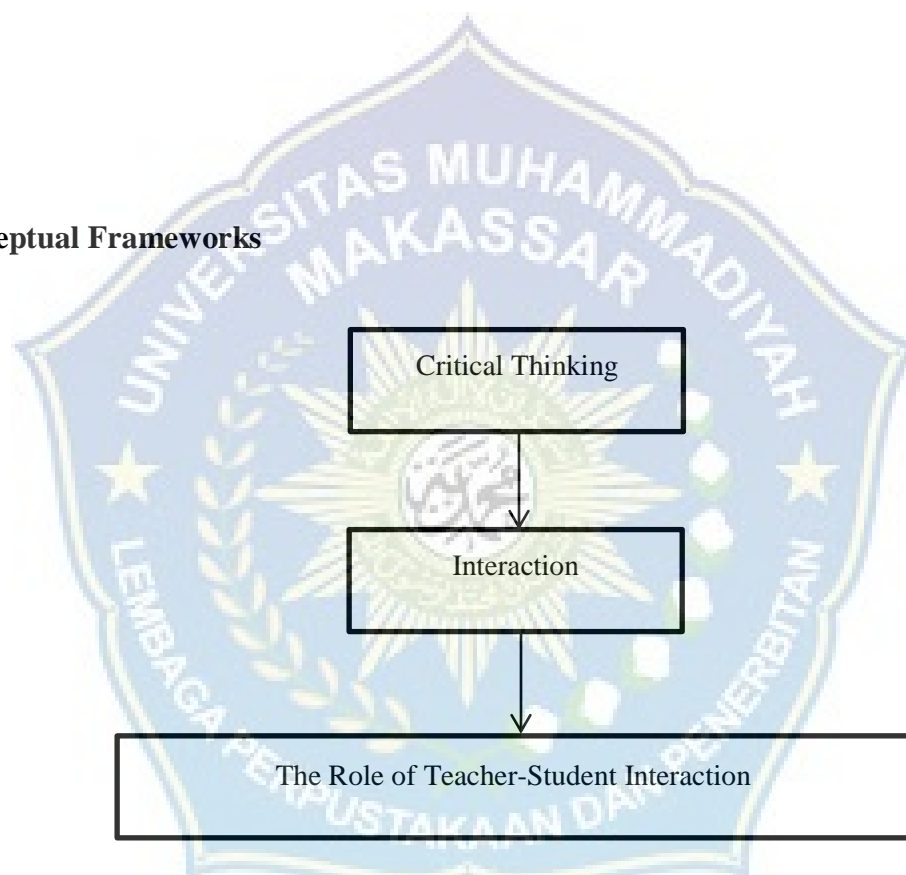 UNIVERSITAS MUHAMMADIYAH
MAKASSAR
eptual Frameworks
Critical Thinking
Interaction
The Role of Teacher-Student Interaction
LEMBAGA PERPUSTAKAAN DAN PENERBITAN